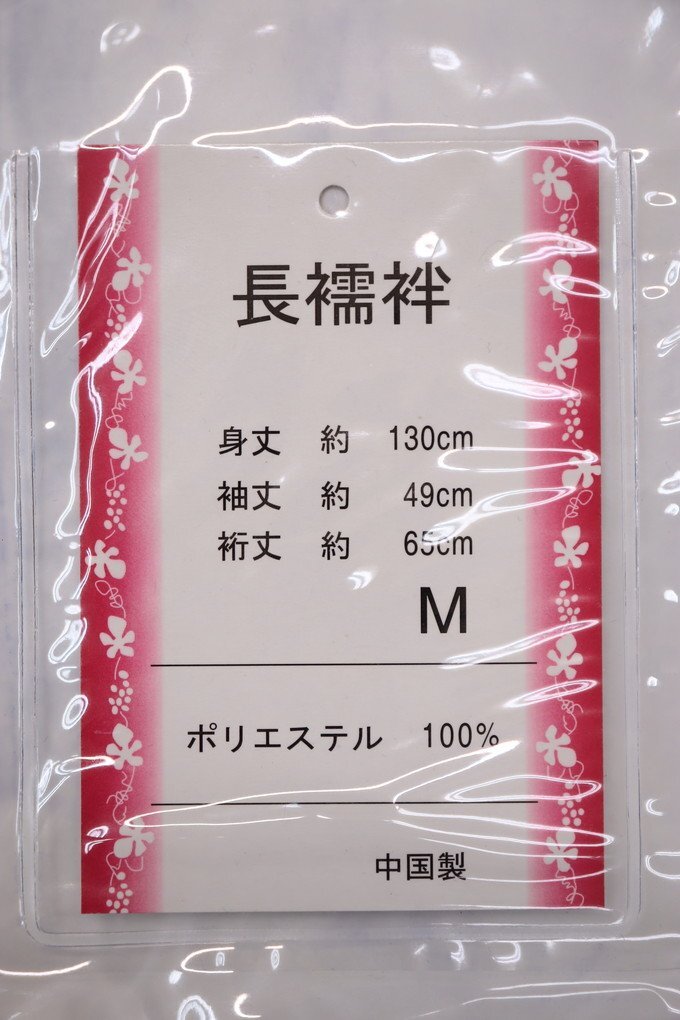 長襦袢
身丈　約　130cm
袖丈　約　49cm
裄丈　約　65cm
M
ポリエステル　100%
中国製